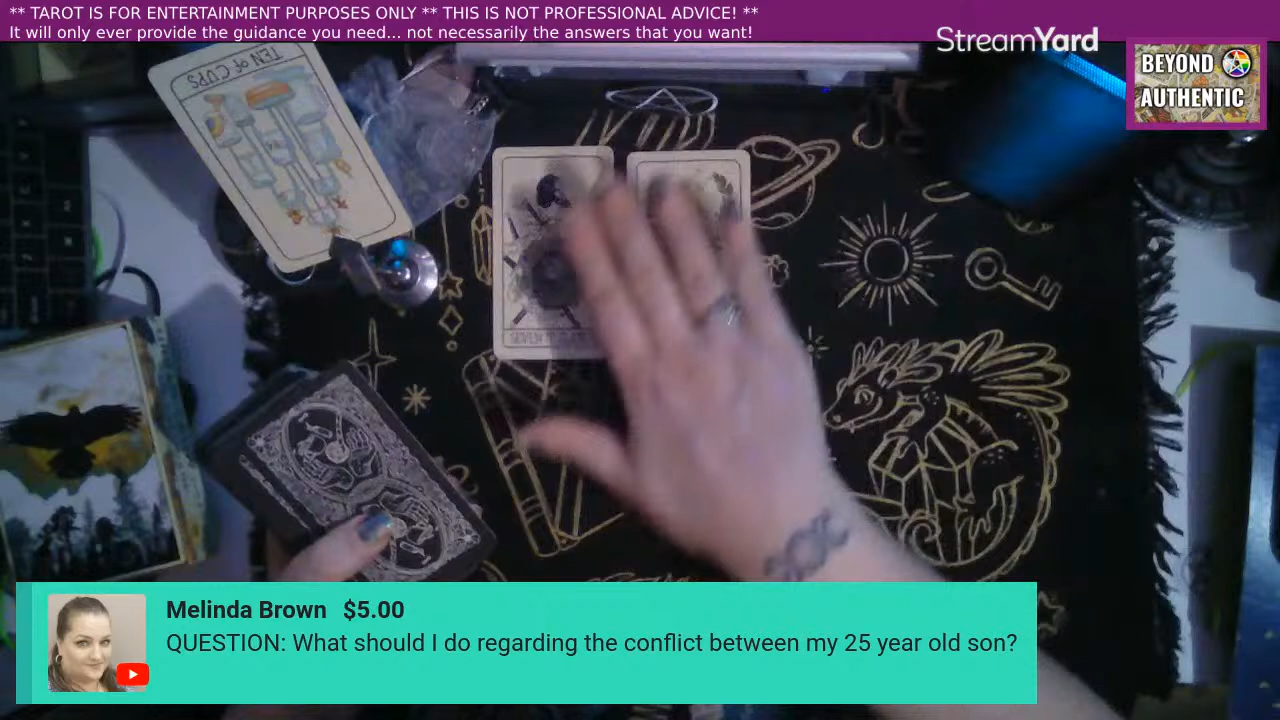 ** TAROT IS FOR ENTERTAINMENT PURPOSES ONLY ** THIS IS NOT PROFESSIONAL ADVICE! **
It will only ever provide the guidance you need... not necessarily the answers that you want!
StreamYard
BEYOND
AUTHENTIC
TEN OF CUPS
SEVEN
Melinda Brown $5.00
QUESTION: What should I do regarding the conflict between my 25 year old son?